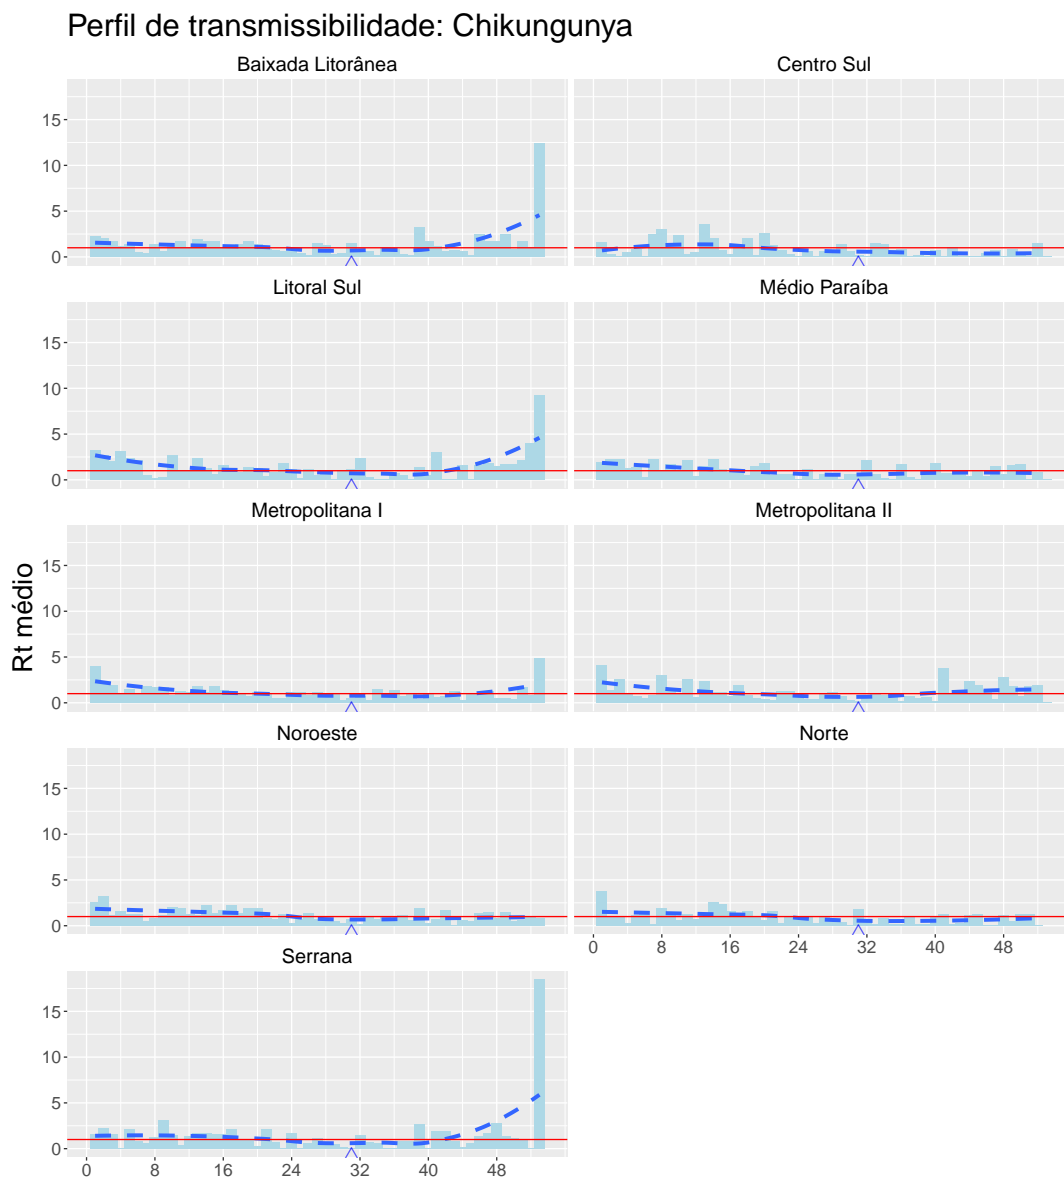 Perfil de transmissibilidade: Chikungunya
Baixada Litorânea
Centro Sul
15
10
5
0
Litoral Sul
Médio Paraíba
15
10
5
0
Metropolitana I
Metropolitana II
15
10
5
0
Rt médio
Noroeste
Norte
15
10
5
0
0 8 16 24 32 40 48
Serrana
15
10
5
0
0 8 16 24 32 40 48